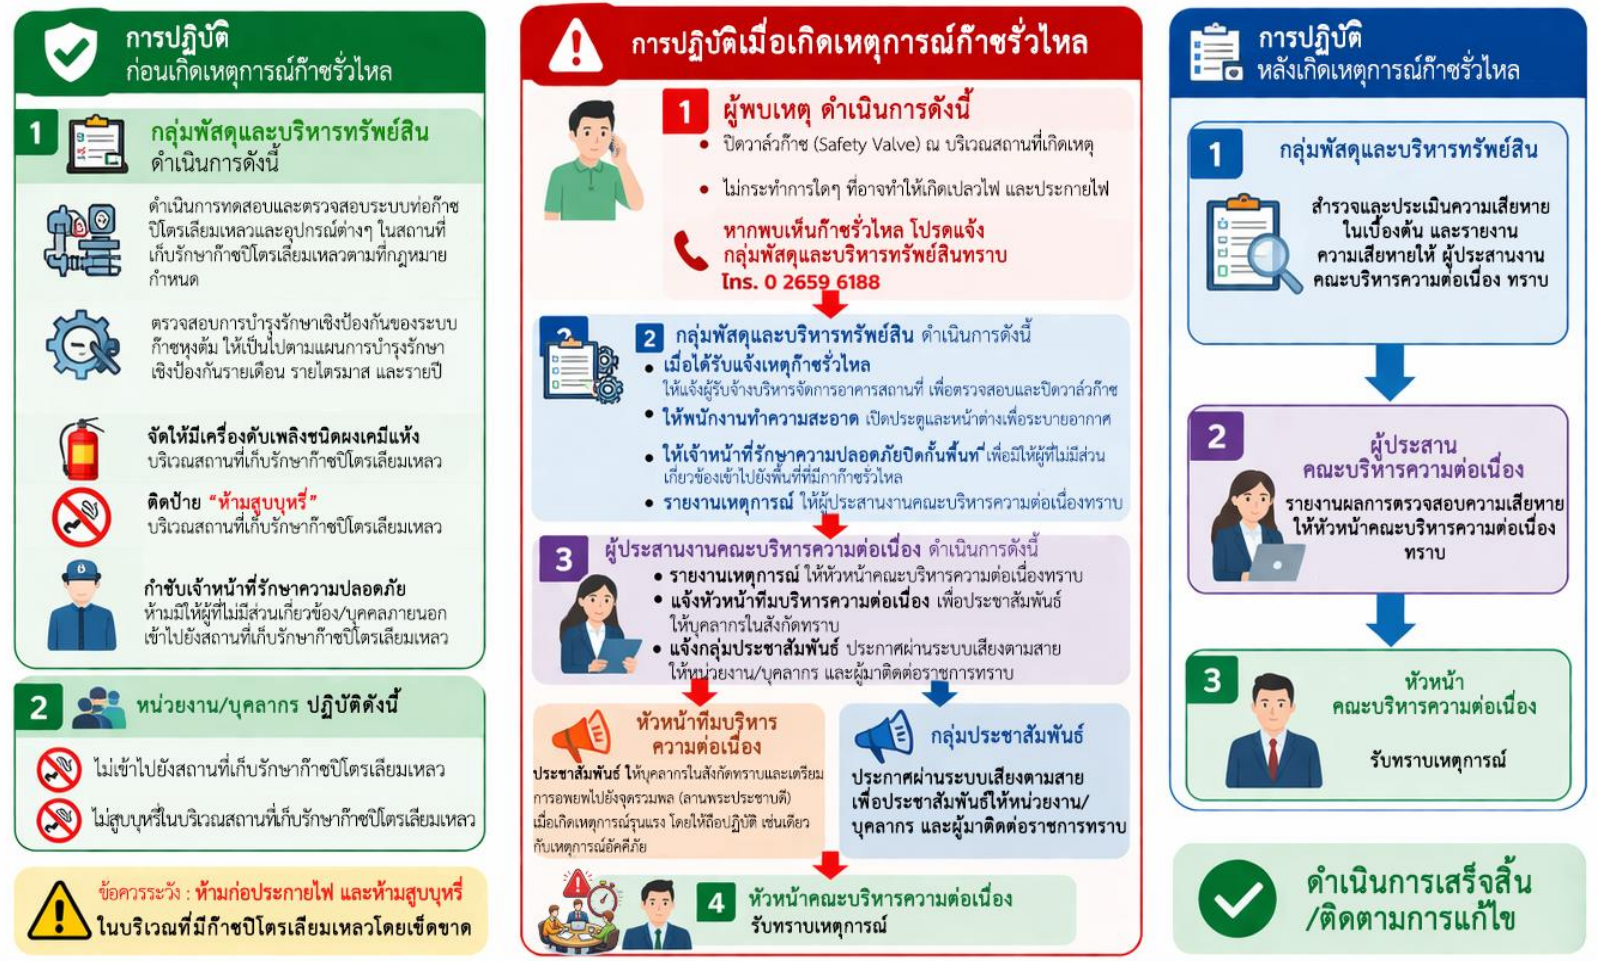 การปฏิบัติ
ก่อนเกิดเหตุการณ์ก๊าซรั่วไหล
1
กลุ่มพัสดุและบริหารทรัพย์สิน
ดำเนินการดังนี้
ดำเนินการทดสอบและตรวจสอบระบบท่อก๊าซ
ปิโตรเลียมเหลวและอุปกรณ์ต่างๆ ในสถานที่
เก็บรักษาก๊าซปิโตรเลียมเหลวตามที่กฎหมาย
กำหนด
ตรวจสอบการบำรุงรักษาเชิงป้องกันของระบบ
ก๊าซหุงต้ม ให้เป็นไปตามแผนการบำรุงรักษา
เชิงป้องกันรายเดือน รายไตรมาส และรายปี
จัดให้มีเครื่องดับเพลิงชนิดผงเคมีแห้ง
บริเวณสถานที่เก็บรักษาก๊าซปิโตรเลียมเหลว
ติดป้าย “ห้ามสูบบุหรี่”
บริเวณสถานที่เก็บรักษาก๊าซปิโตรเลียมเหลว
กำชับเจ้าหน้าที่รักษาความปลอดภัย
ห้ามมิให้ผู้ที่ไม่มีส่วนเกี่ยวข้อง/บุคคลภายนอก
เข้าไปยังสถานที่เก็บรักษาก๊าซปิโตรเลียมเหลว
2
หน่วยงาน/บุคลากร ปฏิบัติดังนี้
ไม่เข้าไปยังสถานที่เก็บรักษาก๊าซปิโตรเลียมเหลว
ไม่สูบบุหรี่ในบริเวณสถานที่เก็บรักษาก๊าซปิโตรเลียมเหลว
ข้อควรระวัง : ห้ามก่อประกายไฟ และห้ามสูบบุหรี่
ในบริเวณที่มีก๊าซปิโตรเลียมเหลวโดยเด็ดขาด
การปฏิบัติเมื่อเกิดเหตุการณ์ก๊าซรั่วไหล
1 ผู้พบเหตุ ดำเนินการดังนี้
• ปิดวาล์วก๊าซ (Safety Valve) ณ บริเวณสถานที่เกิดเหตุ
• ไม่กระทำการใดๆ ที่อาจทำให้เกิดเปลวไฟ และประกายไฟ
หากพบเห็นก๊าซรั่วไหล โปรดแจ้ง
กลุ่มพัสดุและบริหารทรัพย์สินทราบ
โทร. 0 2659 6188
2
2 กลุ่มพัสดุและบริหารทรัพย์สิน ดำเนินการดังนี้
• เมื่อได้รับแจ้งเหตุก๊าซรั่วไหล
ให้แจ้งผู้รับจ้างบริหารจัดการอาคารสถานที่ เพื่อตรวจสอบและปิดวาล์วก๊าซ
• ให้พนักงานทำความสะอาด เปิดประตูและหน้าต่างเพื่อระบายอากาศ
• ให้เจ้าหน้าที่รักษาความปลอดภัยปิดกั้นพื้นที่ เพื่อมิให้ผู้ที่ไม่มีส่วน
เกี่ยวข้องเข้าไปยังพื้นที่ที่มีกาก๊าซรั่วไหล
• รายงานเหตุการณ์ ให้ผู้ประสานงานคณะบริหารความต่อเนื่องทราบ
3
ผู้ประสานงานคณะบริหารความต่อเนื่อง ดำเนินการดังนี้
• รายงานเหตุการณ์ ให้หัวหน้าคณะบริหารความต่อเนื่องทราบ
• แจ้งหัวหน้าทีมบริหารความต่อเนื่อง เพื่อประชาสัมพันธ์
ให้บุคลากรในสังกัดทราบ
• แจ้งกลุ่มประชาสัมพันธ์ ประกาศผ่านระบบเสียงตามสาย
ให้หน่วยงาน/บุคลากร และผู้มาติดต่อราชการทราบ
หัวหน้าทีมบริหาร
ความต่อเนื่อง
ประชาสัมพันธ์ ให้บุคลากรในสังกัดทราบและเตรียม
การอพยพไปยังจุดรวมพล (ลานพระประชาบดี)
เมื่อเกิดเหตุการณ์รุนแรง โดยให้ถือปฏิบัติ เช่นเดียว
กับเหตุการณ์อัคคีภัย
กลุ่มประชาสัมพันธ์
ประกาศผ่านระบบเสียงตามสาย
เพื่อประชาสัมพันธ์ให้หน่วยงาน/
บุคลากร และผู้มาติดต่อราชการทราบ
4 หัวหน้าคณะบริหารความต่อเนื่อง
รับทราบเหตุการณ์
การปฏิบัติ
หลังเกิดเหตุการณ์ก๊าซรั่วไหล
1
กลุ่มพัสดุและบริหารทรัพย์สิน
สำรวจและประเมินความเสียหาย
ในเบื้องต้น และรายงาน
ความเสียหายให้ ผู้ประสานงาน
คณะบริหารความต่อเนื่อง ทราบ
2
ผู้ประสาน
คณะบริหารความต่อเนื่อง
รายงานผลการตรวจสอบความเสียหาย
ให้หัวหน้าคณะบริหารความต่อเนื่อง
ทราบ
3
หัวหน้า
คณะบริหารความต่อเนื่อง
รับทราบเหตุการณ์
ดำเนินการเสร็จสิ้น
/ติดตามการแก้ไข